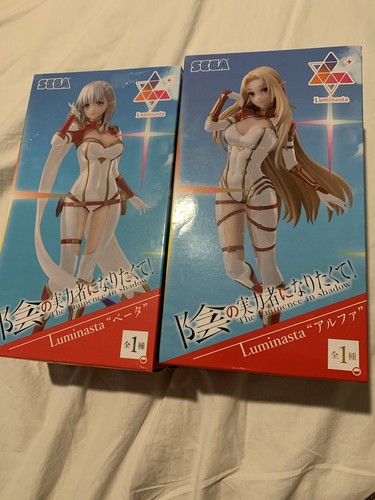 SEGA
Luminasta
陰の実力者になりたくて!
The Eminence in Shadow
Luminasta "ベータ"
全1種
SEGA
Luminasta
陰の実力者になりたくて!
The Eminence in Shadow
Luminasta "アルファ"
全1種